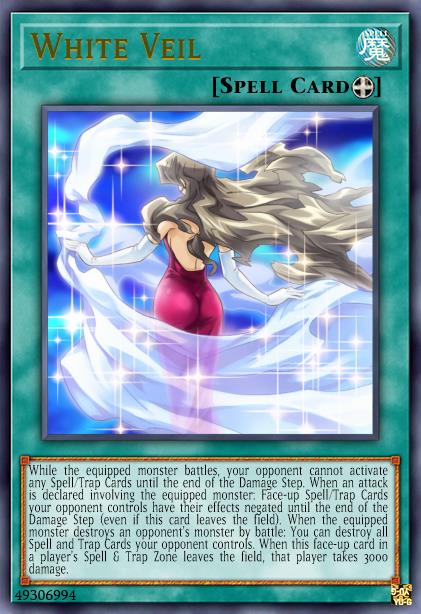 WHITE VEIL
SPELL
魔
[SPELL CARD]
While the equipped monster battles, your opponent cannot activate
any Spell/Trap Cards until the end of the Damage Step. When an attack
is declared involving the equipped monster: Face-up Spell/Trap Cards
your opponent controls have their effects negated until the end of the
Damage Step (even if this card leaves the field). When the equipped
monster destroys an opponent's monster by battle: You can destroy all
Spell and Trap Cards your opponent controls. When this face-up card in
a player's Spell & Trap Zone leaves the field, that player takes 3000
damage.
49306994